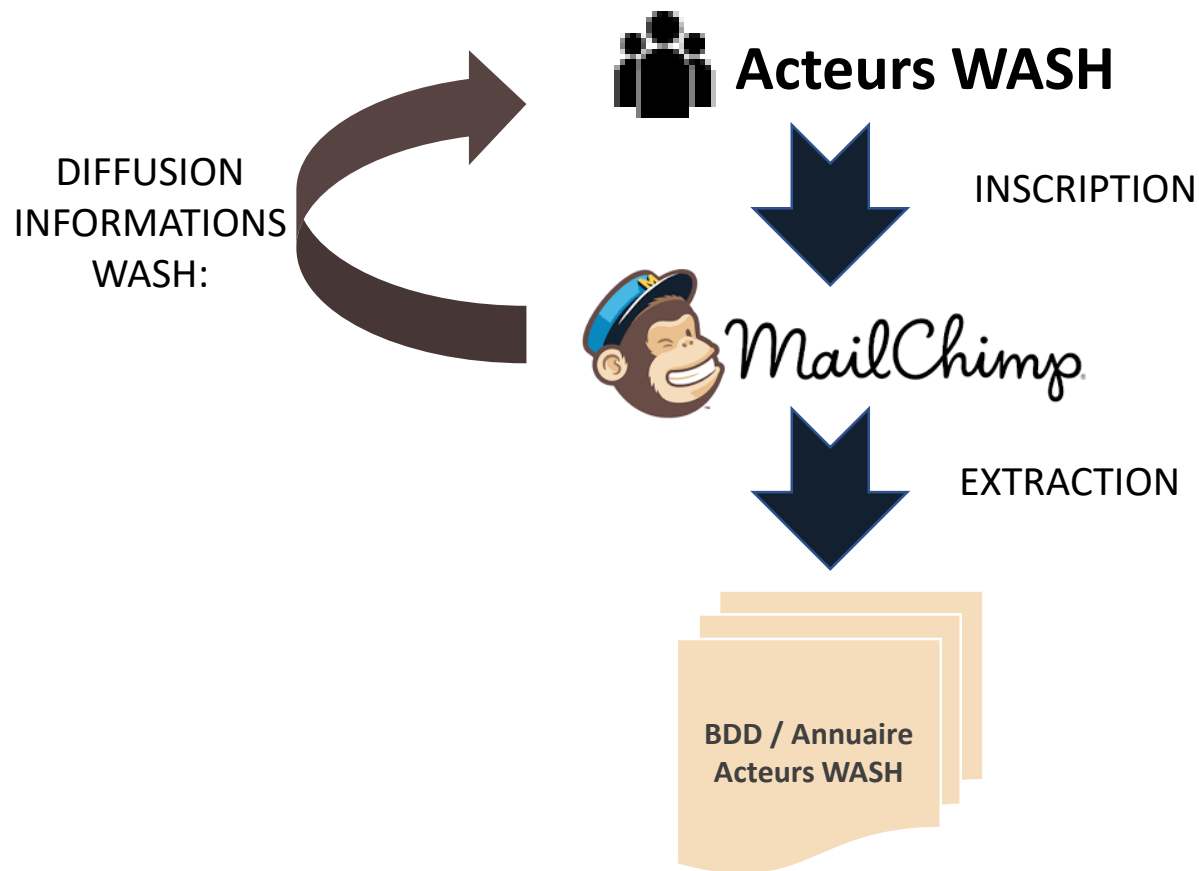 Acteurs WASH
DIFFUSION
INFORMATIONS
WASH:
INSCRIPTION
M
MailChimp
EXTRACTION
BDD / Annuaire
Acteurs WASH